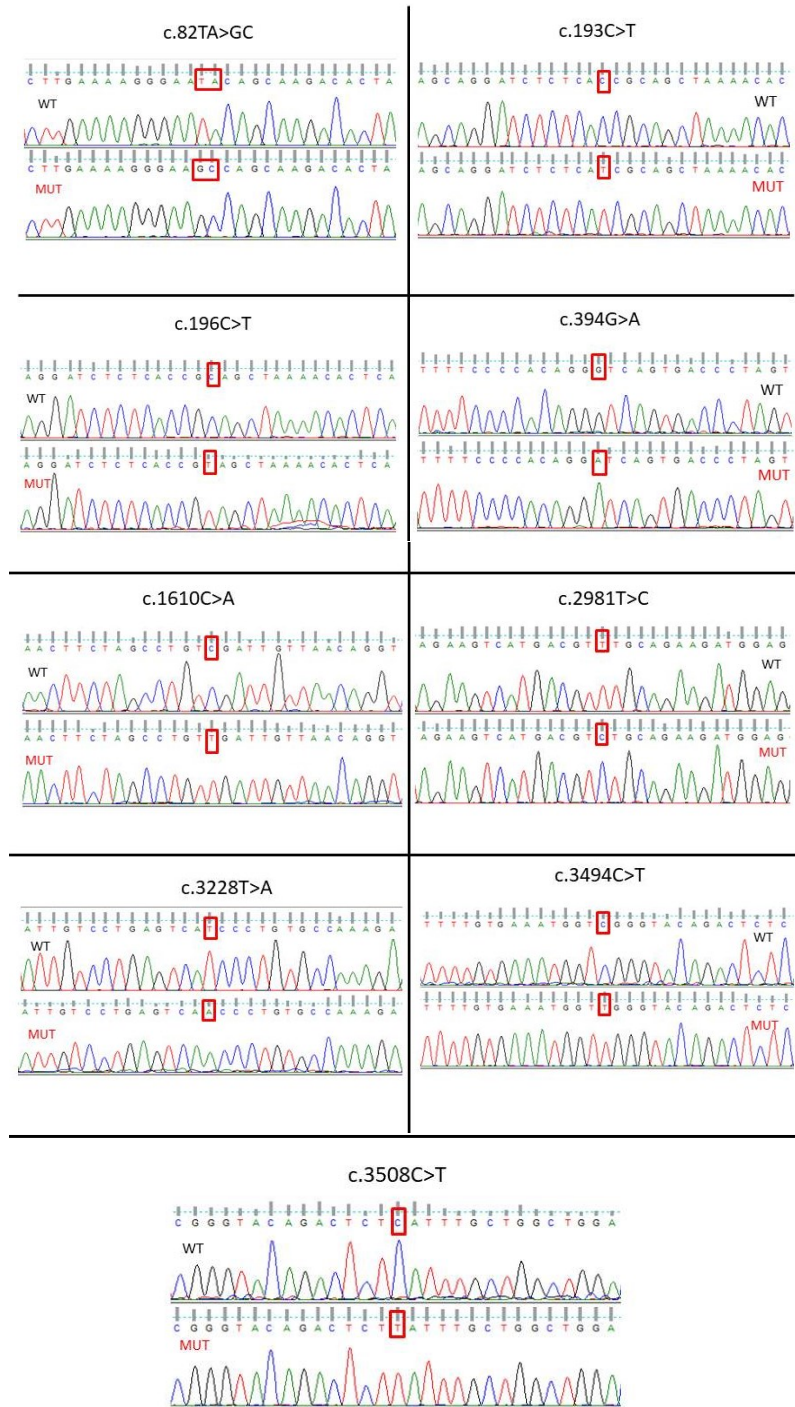 c.82TA>GC
CTTGAAAAGGGAATACAGCAAGACACTA
WT
CTTGAAAAGGGAAGCCAGCAAGACACTA
MUT
c.193C>T
AGCAGGATCTCTCACCGCAGCTAAAACAC
WT
AGCAGGATCTCTCATCGCAGCTAAAACAC
MUT
c.196C>T
AGGATCTCTCACCGCAGCTAAAACACTCA
WT
AGGATCTCTCACCGTAGCTAAAACACTCA
MUT
c.394G>A
TTTTCCCCACAGGGTCAGTGACCCTAGT
WT
TTTTCCCCACAGGATCAGTGACCCTAGT
MUT
c.1610C>A
AACTTCTAGCCTGTCGATTGTTAACAGGT
WT
AACTTCTAGCCTGTTGATTGTTAACAGGT
MUT
c.2981T>C
AGAAGTCATGACGTTTGCAGAAGATGGAG
WT
AGAAGTCATGACGTCTGCAGAAGATGGAG
MUT
c.3228T>A
ATTGTCCTGAGTCATCCCTGTGCCAAAGA
WT
ATTGTCCTGAGTCAACCCTGTGCCAAAGA
MUT
c.3494C>T
TTTTGTGAAATGGTCGGGTACAGACTCTC
WT
TTTTGTGAAATGGTTGGGTACAGACTCTC
MUT
c.3508C>T
CGGGTACAGACTCTCATTTGCTGGCTGGA
WT
CGGGTACAGACTCTTATTTGCTGGCTGGA
MUT